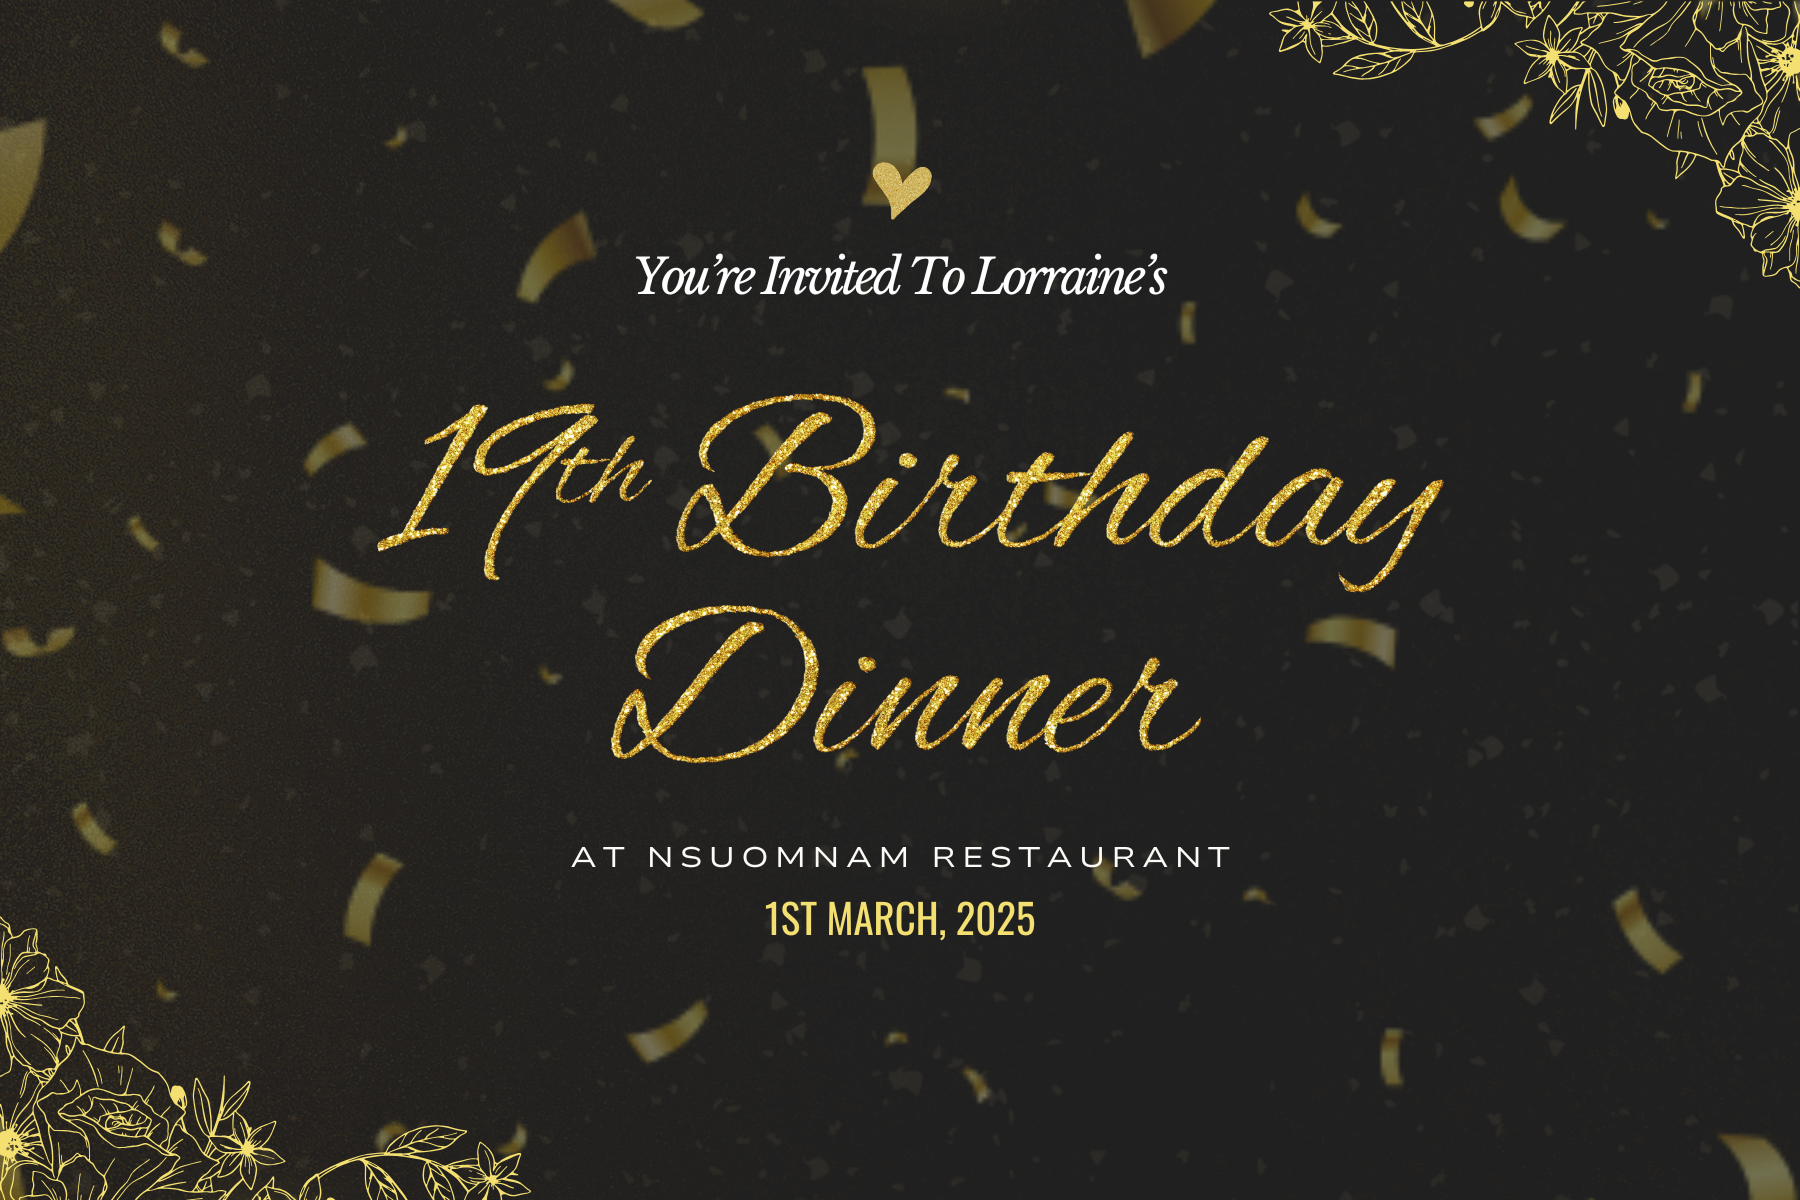 You’re Invited To Lorraine’s
19th Birthday
Dinner
AT NSUOMNAM RESTAURANT
1ST MARCH, 2025